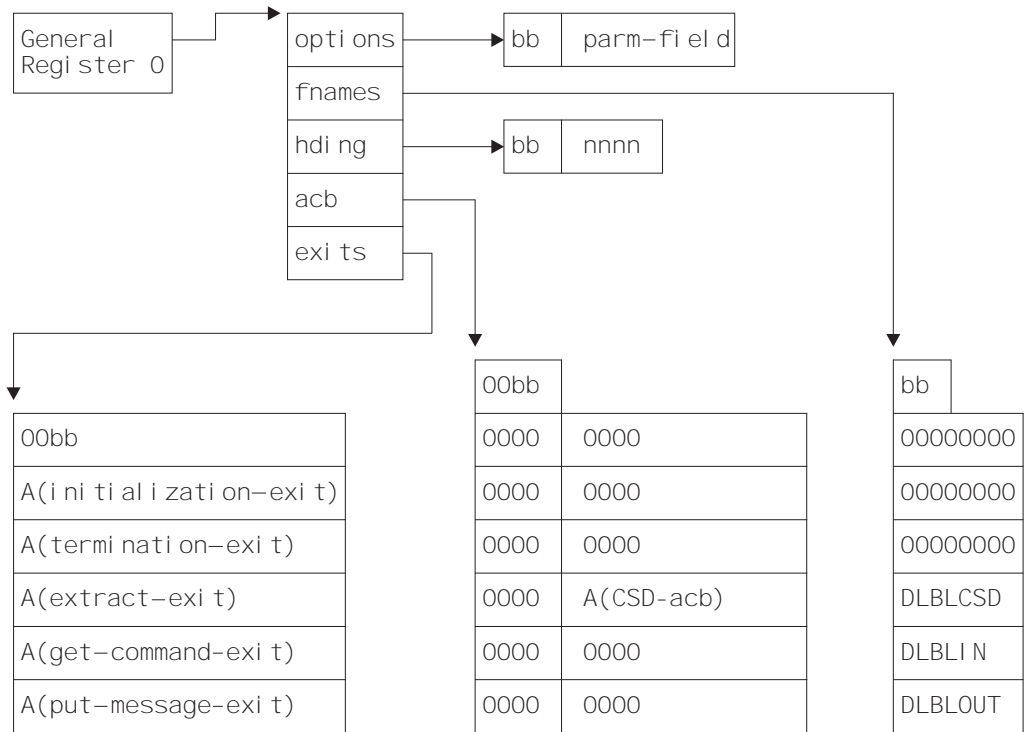 General
Register 0
options
bb parm-field
fnames
hding
bb nnnn
acb
exits
00bb
bb
00bb
0000 0000
00000000
A(initialization-exit)
0000 0000
00000000
A(termination-exit)
0000 0000
00000000
A(extract-exit)
0000 A(CSD-acb)
DLBLCSD
A(get-command-exit)
0000 0000
DLBLIN
A(put-message-exit)
0000 0000
DLBLOUT